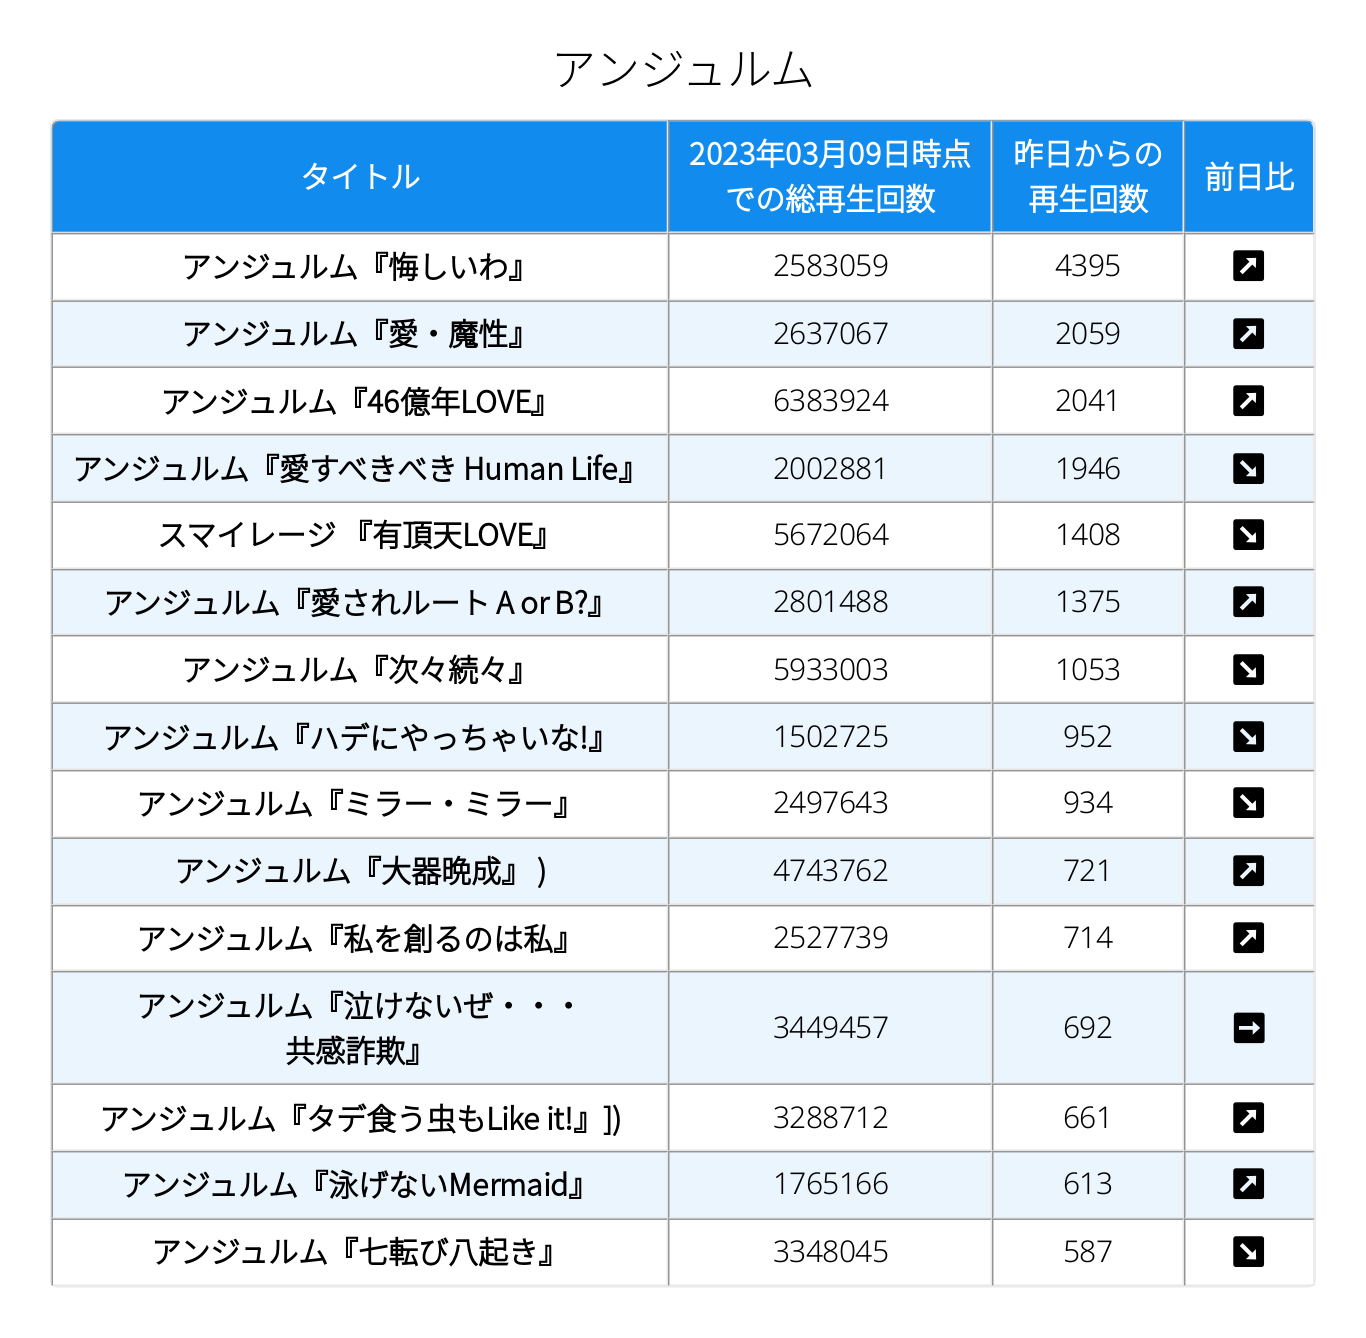 アンジュルム
タイトル
2023年03月09日時点
での総再生回数
昨日からの
再生回数
前日比
アンジュルム『悔しいわ』 2583059 4395
アンジュルム『愛・魔性』 2637067 2059
アンジュルム『46億年LOVE』 6383924 2041
アンジュルム『愛すべきべき Human Life』 2002881 1946
スマイレージ 『有頂天LOVE』 5672064 1408
アンジュルム『愛されルート A or B?』 2801488 1375
アンジュルム『次々続々』 5933003 1053
アンジュルム『ハデにやっちゃいな!』 1502725 952
アンジュルム『ミラー・ミラー』 2497643 934
アンジュルム『大器晩成』 ) 4743762 721
アンジュルム『私を創るのは私』 2527739 714
アンジュルム『泣けないぜ・・・
共感詐欺』 3449457 692
アンジュルム『タデ食う虫もLike it!』]) 3288712 661
アンジュルム『泳げないMermaid』 1765166 613
アンジュルム『七転び八起き』 3348045 587